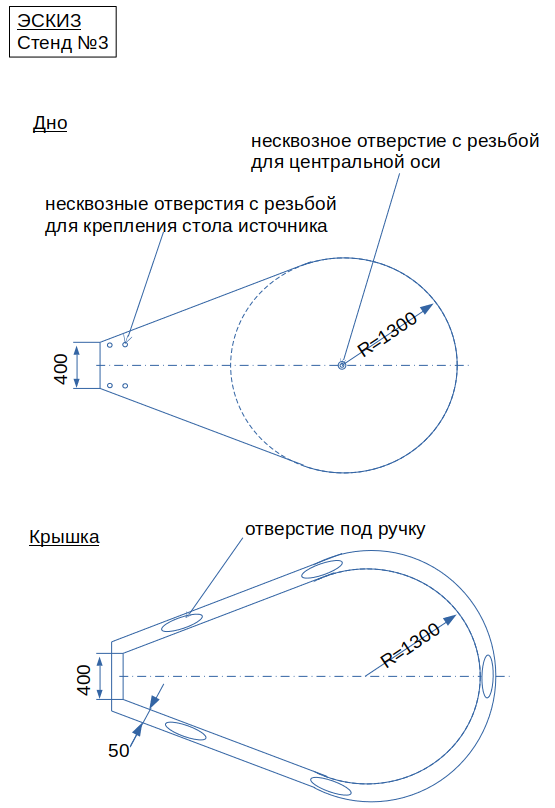 ЭСКИЗ
Стенд №3
Дно
несквозное отверстие с резьбой
для центральной оси
несквозные отверстия с резьбой
для крепления стола источника
R=1300
400
Крышка
отверстие под ручку
R=1300
400
50